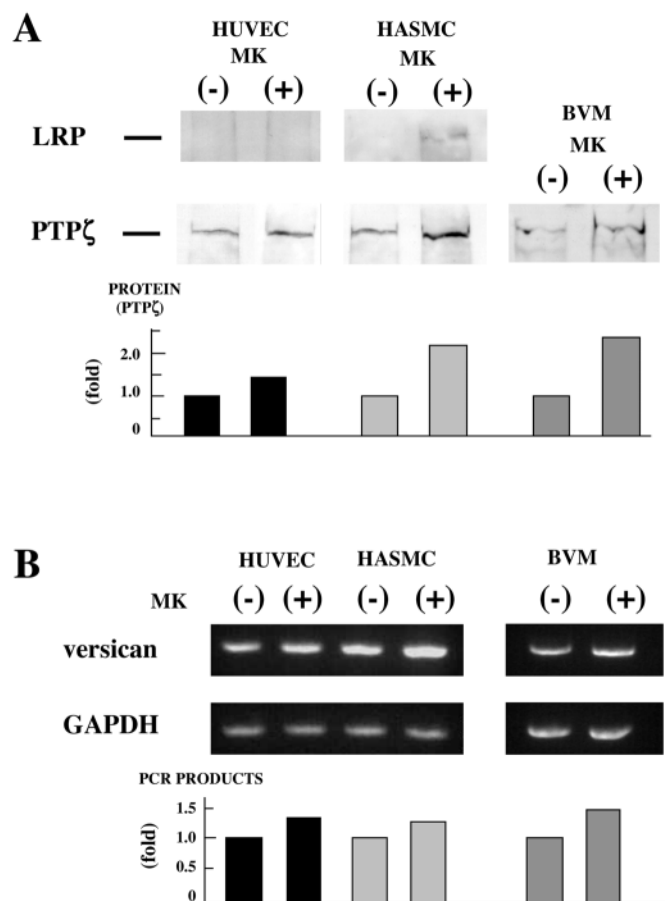 A
HUVEC HASMC
MK MK
(-) (+) (-) (+)
BVM
LRP
MK
(-) (+)
PTPζ
PROTEIN
(PTPζ)
2.0
(fold)
1.0
0
B
HUVEC HASMC BVM
MK (-) (+) (-) (+) (-) (+)
versican
GAPDH
PCR PRODUCTS
1.5
(fold)
1.0
0.5
0